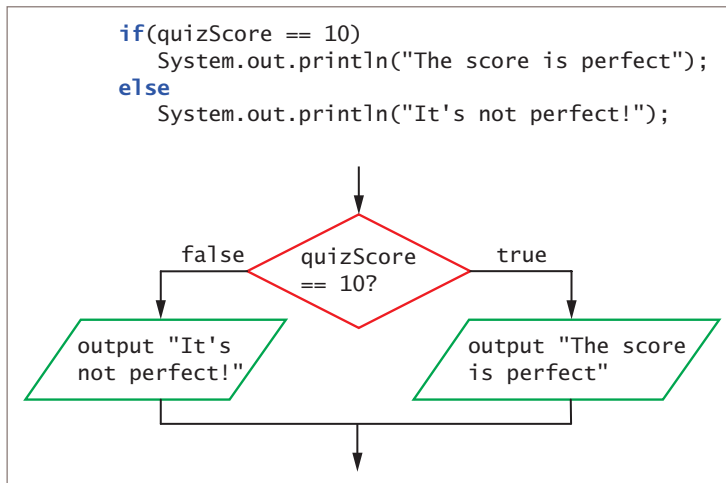 if(quizScore == 10)
   System.out.println("The score is perfect");
else
   System.out.println("It's not perfect!");
false
quizScore
== 10?
true
output "It's
not perfect!"
output "The score
is perfect"